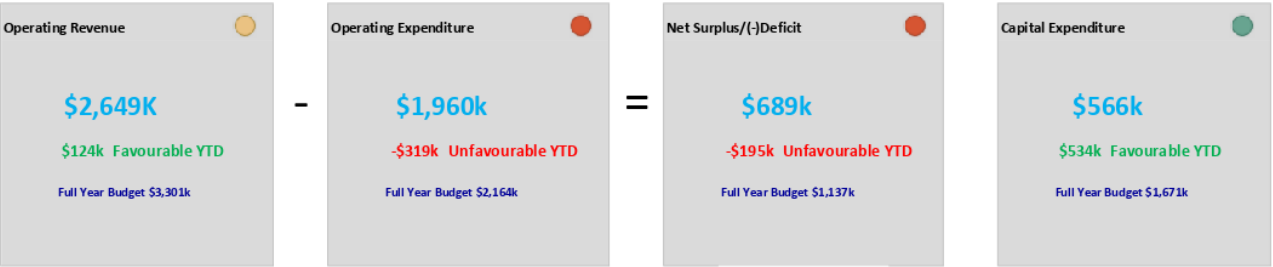 Operating Revenue
$2,649K
$124k Favourable YTD
Full Year Budget $3,301k
-
Operating Expenditure
$1,960k
-$319k Unfavourable YTD
Full Year Budget $2,164k
=
Net Surplus/(-)Deficit
$689k
-$195k Unfavourable YTD
Full Year Budget $1,137k
Capital Expenditure
$566k
$534k Favourable YTD
Full Year Budget $1,671k